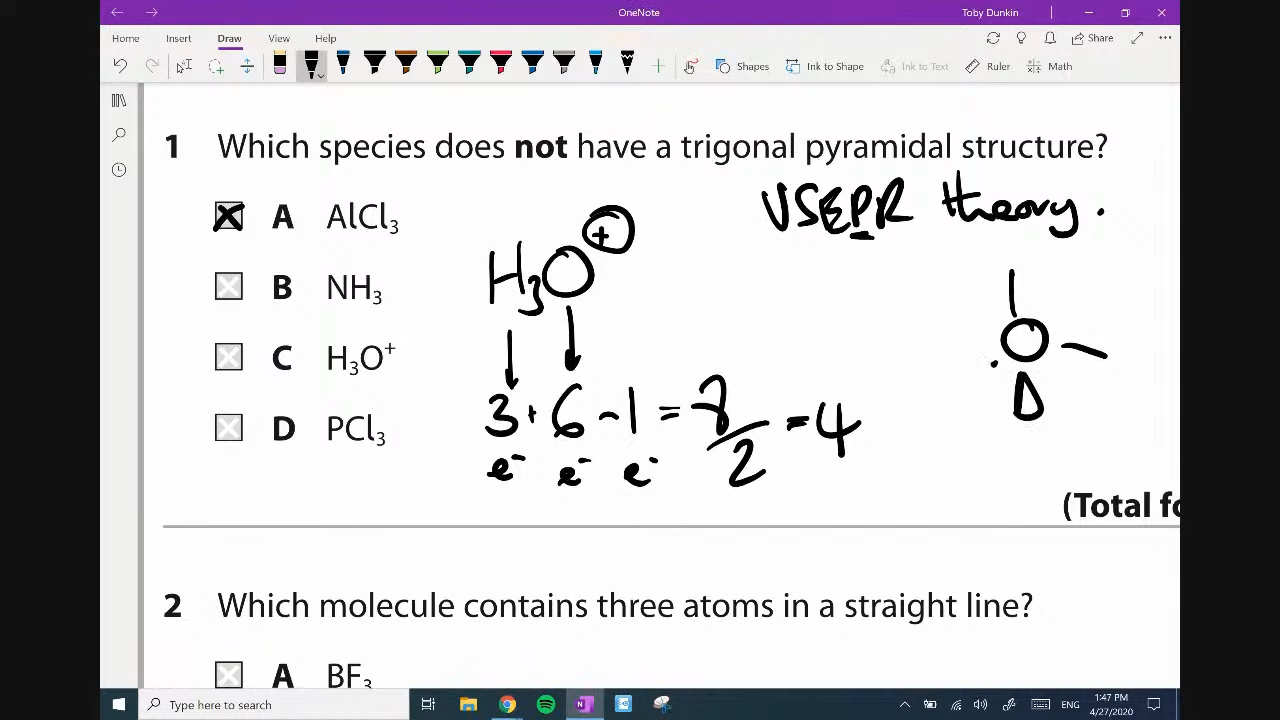 OneNote
Toby Dunkin
Home Insert Draw View Help
Share
Shapes Ink to Shape Ink to Text Ruler Math
1 Which species does not have a trigonal pyramidal structure?
VSEPR theory.
A AlCl₃
B NH₃
H₃O⁺
C H₃O⁺
D PCl₃
3 + 6 - 1 = 8/2 = 4
e⁻ e⁻ e⁻
(Total fo
2 Which molecule contains three atoms in a straight line?
A BF₃
Type here to search
ENG
1:47 PM
4/27/2020